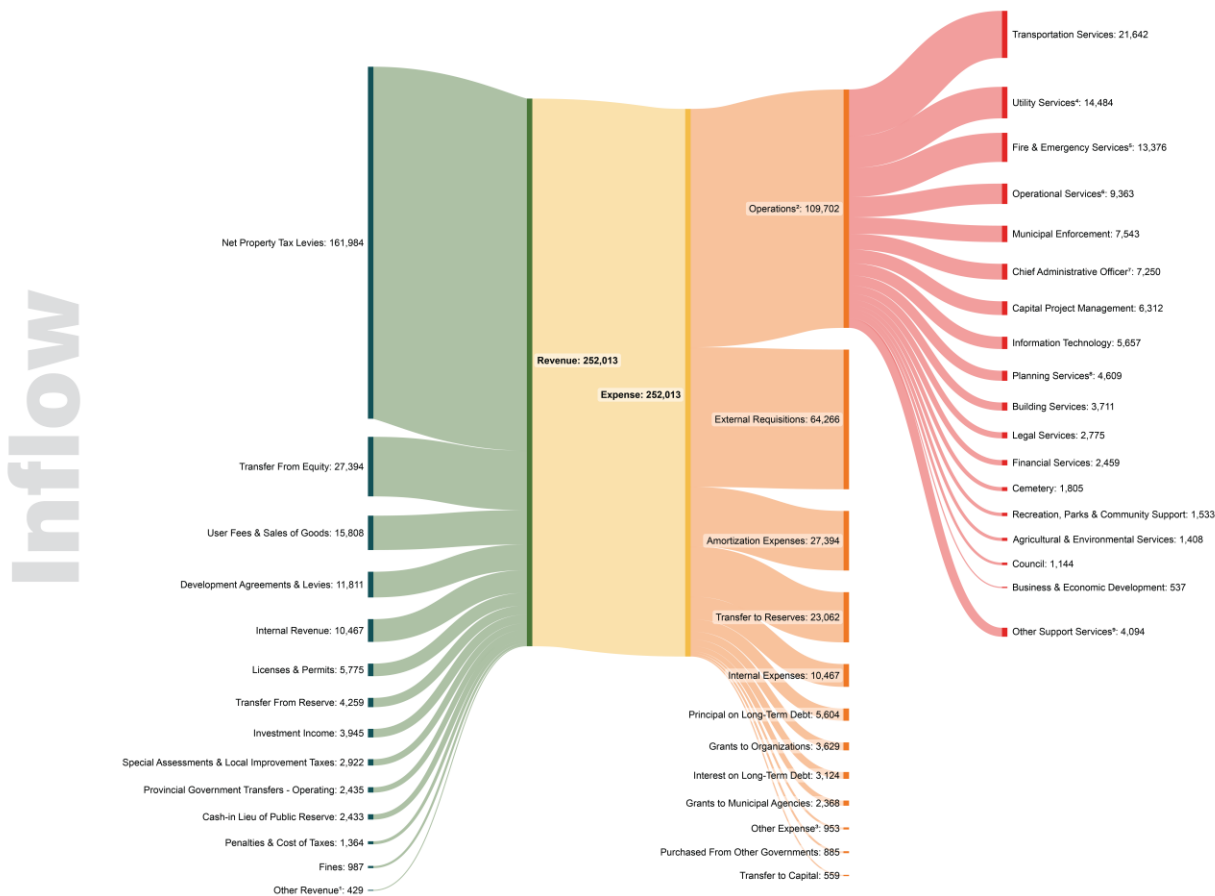 Inflow
Net Property Tax Levies: 161,984
Transfer From Equity: 27,394
User Fees & Sales of Goods: 15,808
Development Agreements & Levies: 11,811
Internal Revenue: 10,467
Licenses & Permits: 5,775
Transfer From Reserve: 4,259
Investment Income: 3,945
Special Assessments & Local Improvement Taxes: 2,922
Provincial Government Transfers - Operating: 2,435
Cash-in Lieu of Public Reserve: 2,433
Penalties & Cost of Taxes: 1,364
Fines: 987
Other Revenue¹: 429
Revenue: 252,013
Expense: 252,013
Operations²: 109,702
External Requisitions: 64,266
Amortization Expenses: 27,394
Transfer to Reserves: 23,062
Internal Expenses: 10,467
Principal on Long-Term Debt: 5,604
Grants to Organizations: 3,629
Interest on Long-Term Debt: 3,124
Grants to Municipal Agencies: 2,368
Other Expense³: 953
Purchased From Other Governments: 885
Transfer to Capital: 559
Transportation Services: 21,642
Utility Services⁴: 14,484
Fire & Emergency Services⁵: 13,376
Operational Services⁶: 9,363
Municipal Enforcement: 7,543
Chief Administrative Officer⁷: 7,250
Capital Project Management: 6,312
Information Technology: 5,657
Planning Services⁸: 4,609
Building Services: 3,711
Legal Services: 2,775
Financial Services: 2,459
Cemetery: 1,805
Recreation, Parks & Community Support: 1,533
Agricultural & Environmental Services: 1,408
Council: 1,144
Business & Economic Development: 537
Other Support Services⁹: 4,094